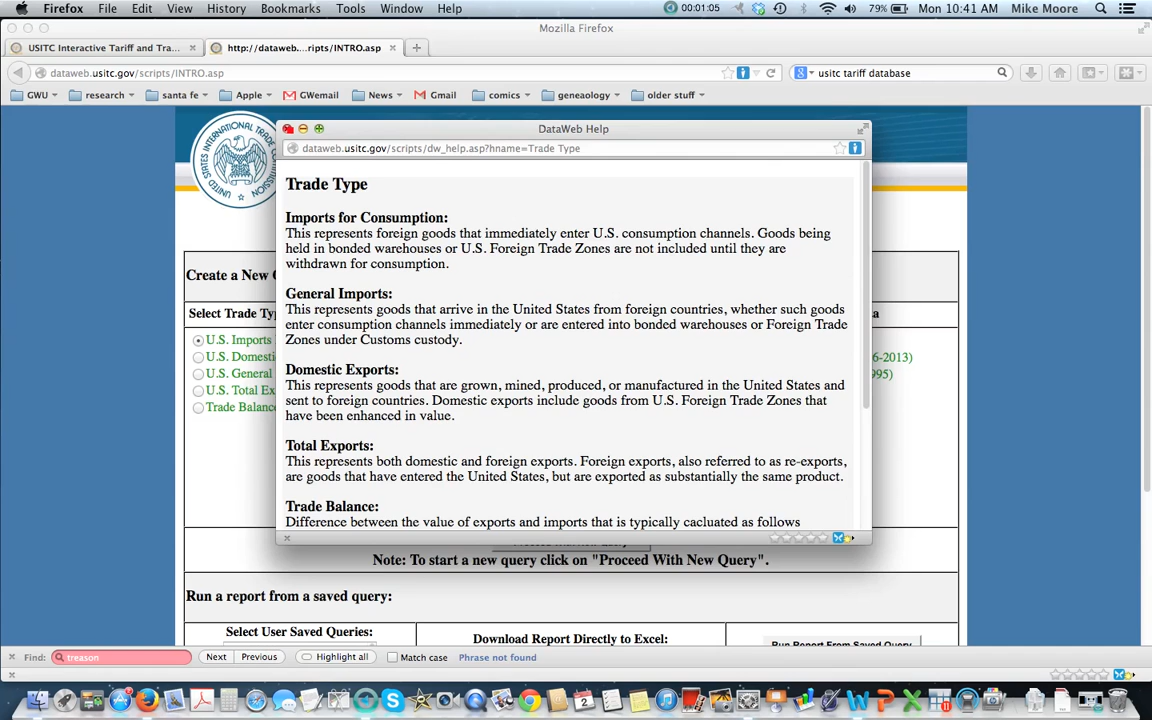 Firefox File Edit View History Bookmarks Tools Window Help 00:01:05 79% Mon 10:41 AM Mike Moore
Mozilla Firefox
USITC Interactive Tariff and Tra... http://dataweb....ripts/INTRO.asp
dataweb.usitc.gov/scripts/INTRO.asp usitc tariff database
GWU research santa fe Apple GWemail News Gmail comics geneaology older stuff
DataWeb Help
dataweb.usitc.gov/scripts/dw_help.asp?hname=Trade Type
Trade Type
Imports for Consumption:
This represents foreign goods that immediately enter U.S. consumption channels. Goods being
held in bonded warehouses or U.S. Foreign Trade Zones are not included until they are
withdrawn for consumption.
General Imports:
This represents goods that arrive in the United States from foreign countries, whether such goods
enter consumption channels immediately or are entered into bonded warehouses or Foreign Trade
Zones under Customs custody.
Domestic Exports:
This represents goods that are grown, mined, produced, or manufactured in the United States and
sent to foreign countries. Domestic exports include goods from U.S. Foreign Trade Zones that
have been enhanced in value.
Total Exports:
This represents both domestic and foreign exports. Foreign exports, also referred to as re-exports,
are goods that have entered the United States, but are exported as substantially the same product.
Trade Balance:
Difference between the value of exports and imports that is typically cacluated as follows
Create a New
Select Trade
U.S. Imports
U.S.
U.S. General
U.S. Total
Trade Balance
-2013)
Note: To start a new query click on "Proceed With New Query".
Run a report from a saved query:
Select User Saved Queries:
Download Report Directly to Excel:
Run Report From Saved Query
Find: treason Next Previous Highlight all Match case Phrase not found